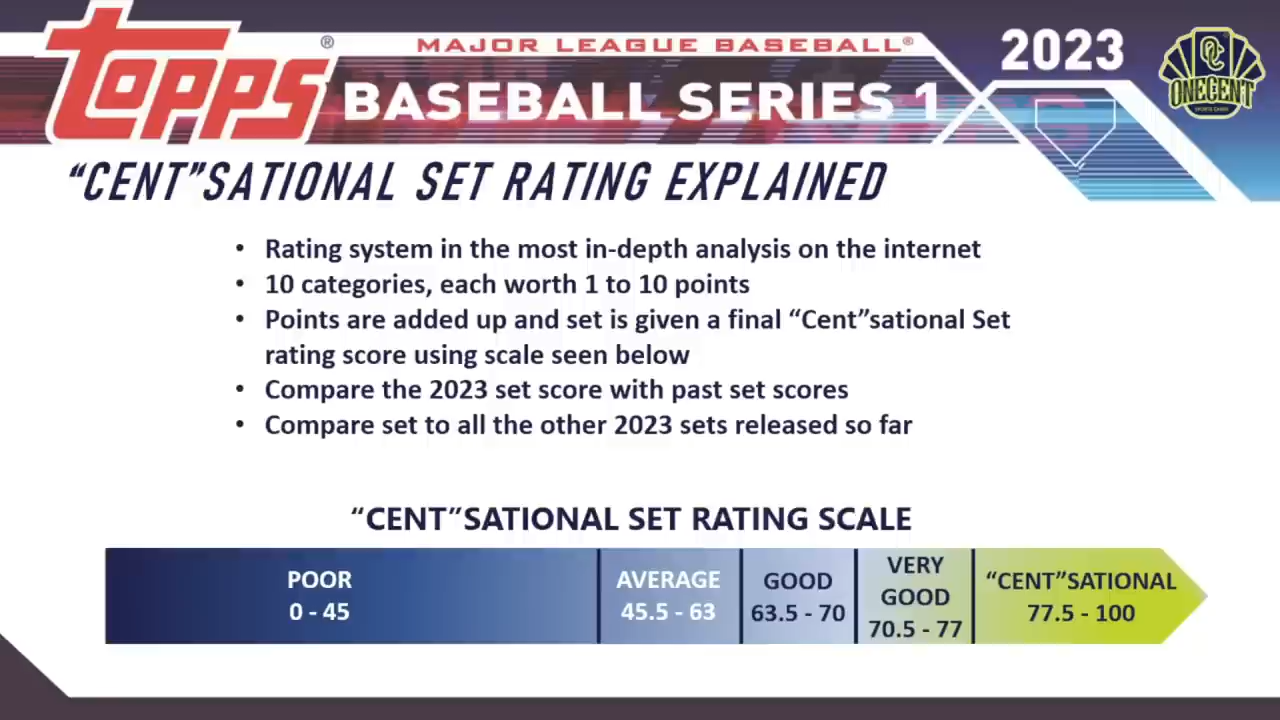 TOPPS ®
MAJOR LEAGUE BASEBALL®
BASEBALL SERIES 1
2023
OC
ONECENT
SPORTS CARDS
“CENT”SATIONAL SET RATING EXPLAINED
• Rating system in the most in-depth analysis on the internet
• 10 categories, each worth 1 to 10 points
• Points are added up and set is given a final “Cent”sational Set
rating score using scale seen below
• Compare the 2023 set score with past set scores
• Compare set to all the other 2023 sets released so far
“CENT”SATIONAL SET RATING SCALE
POOR
0 - 45
AVERAGE
45.5 - 63
GOOD
63.5 - 70
VERY
GOOD
70.5 - 77
“CENT”SATIONAL
77.5 - 100